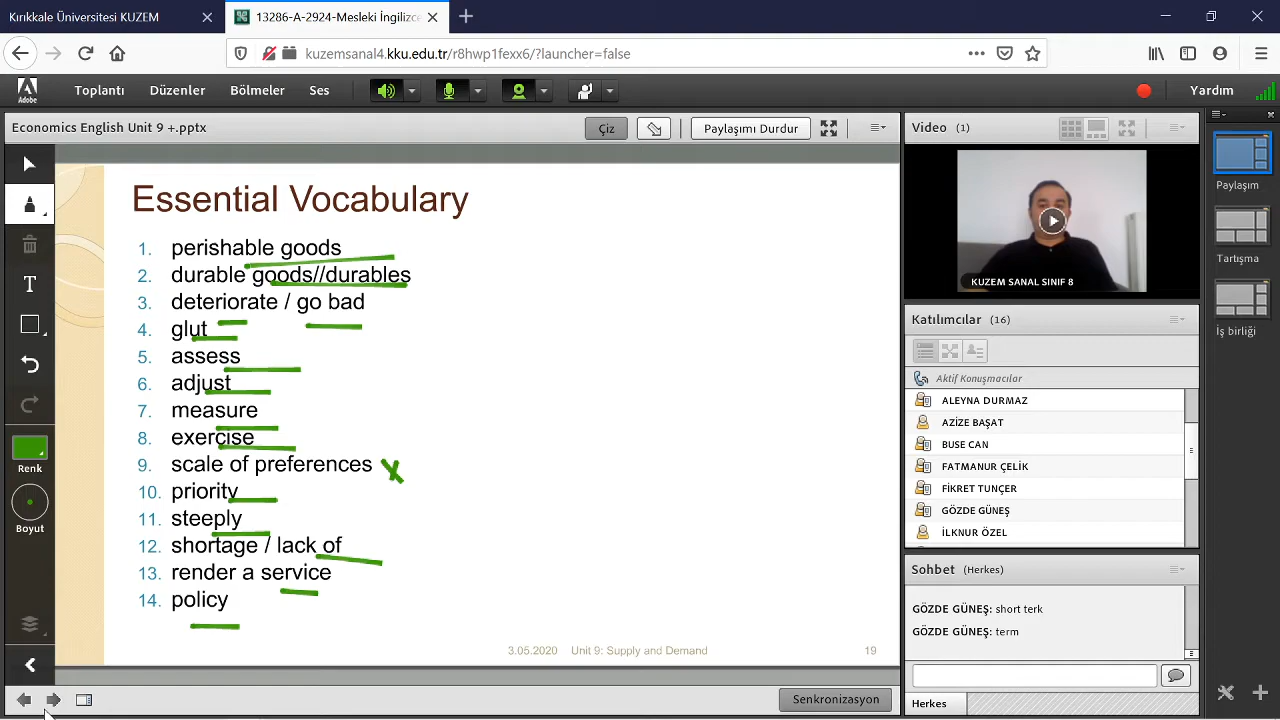 Kırıkkale Üniversitesi KUZEM
13286-A-2924-Mesleki İngilizce
kuzemsanal4.kku.edu.tr/r8hwp1fexx6/?launcher=false
Adobe
Toplantı
Düzenler
Bölmeler
Ses
Yardım
Economics English Unit 9 +.pptx
Çiz
Paylaşımı Durdur
Essential Vocabulary
1. perishable goods
2. durable goods//durables
3. deteriorate / go bad
4. glut
5. assess
6. adjust
7. measure
8. exercise
9. scale of preferences
10. priority
11. steeply
12. shortage / lack of
13. render a service
14. policy
3.05.2020
Unit 9: Supply and Demand
19
T
Renk
Boyut
Senkronizasyon
Video (1)
KUZEM SANAL SINIF 8
Katılımcılar (16)
Aktif Konuşmacılar
ALEYNA DURMAZ
AZİZE BAŞAT
BUSE CAN
FATMANUR ÇELİK
FİKRET TUNÇER
GÖZDE GÜNEŞ
İLKNUR ÖZEL
Sohbet (Herkes)
GÖZDE GÜNEŞ: short terk
GÖZDE GÜNEŞ: term
Herkes
Paylaşım
Tartışma
İş birliği